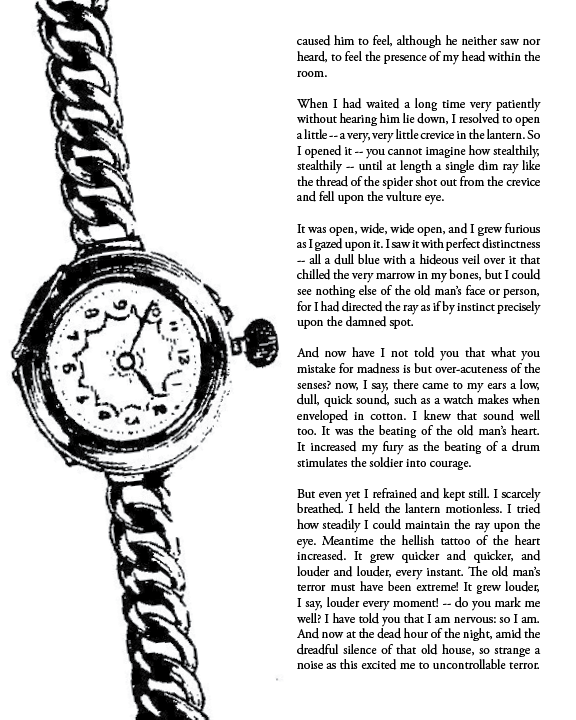 caused him to feel, although he neither saw nor
heard, to feel the presence of my head within the
room.
When I had waited a long time very patiently
without hearing him lie down, I resolved to open
a little -- a very, very little crevice in the lantern. So
I opened it -- you cannot imagine how stealthily,
stealthily -- until at length a single dim ray like
the thread of the spider shot out from the crevice
and fell upon the vulture eye.
It was open, wide, wide open, and I grew furious
as I gazed upon it. I saw it with perfect distinctness
-- all a dull blue with a hideous veil over it that
chilled the very marrow in my bones, but I could
see nothing else of the old man's face or person,
for I had directed the ray as if by instinct precisely
upon the damned spot.
And now have I not told you that what you
mistake for madness is but over-acuteness of the
senses? now, I say, there came to my ears a low,
dull, quick sound, such as a watch makes when
enveloped in cotton. I knew that sound well
too. It was the beating of the old man's heart.
It increased my fury as the beating of a drum
stimulates the soldier into courage.
But even yet I refrained and kept still. I scarcely
breathed. I held the lantern motionless. I tried
how steadily I could maintain the ray upon the
eye. Meantime the hellish tattoo of the heart
increased. It grew quicker and quicker, and
louder and louder, every instant. The old man's
terror must have been extreme! It grew louder,
I say, louder every moment! -- do you mark me
well? I have told you that I am nervous: so I am.
And now at the dead hour of the night, amid the
dreadful silence of that old house, so strange a
noise as this excited me to uncontrollable terror.